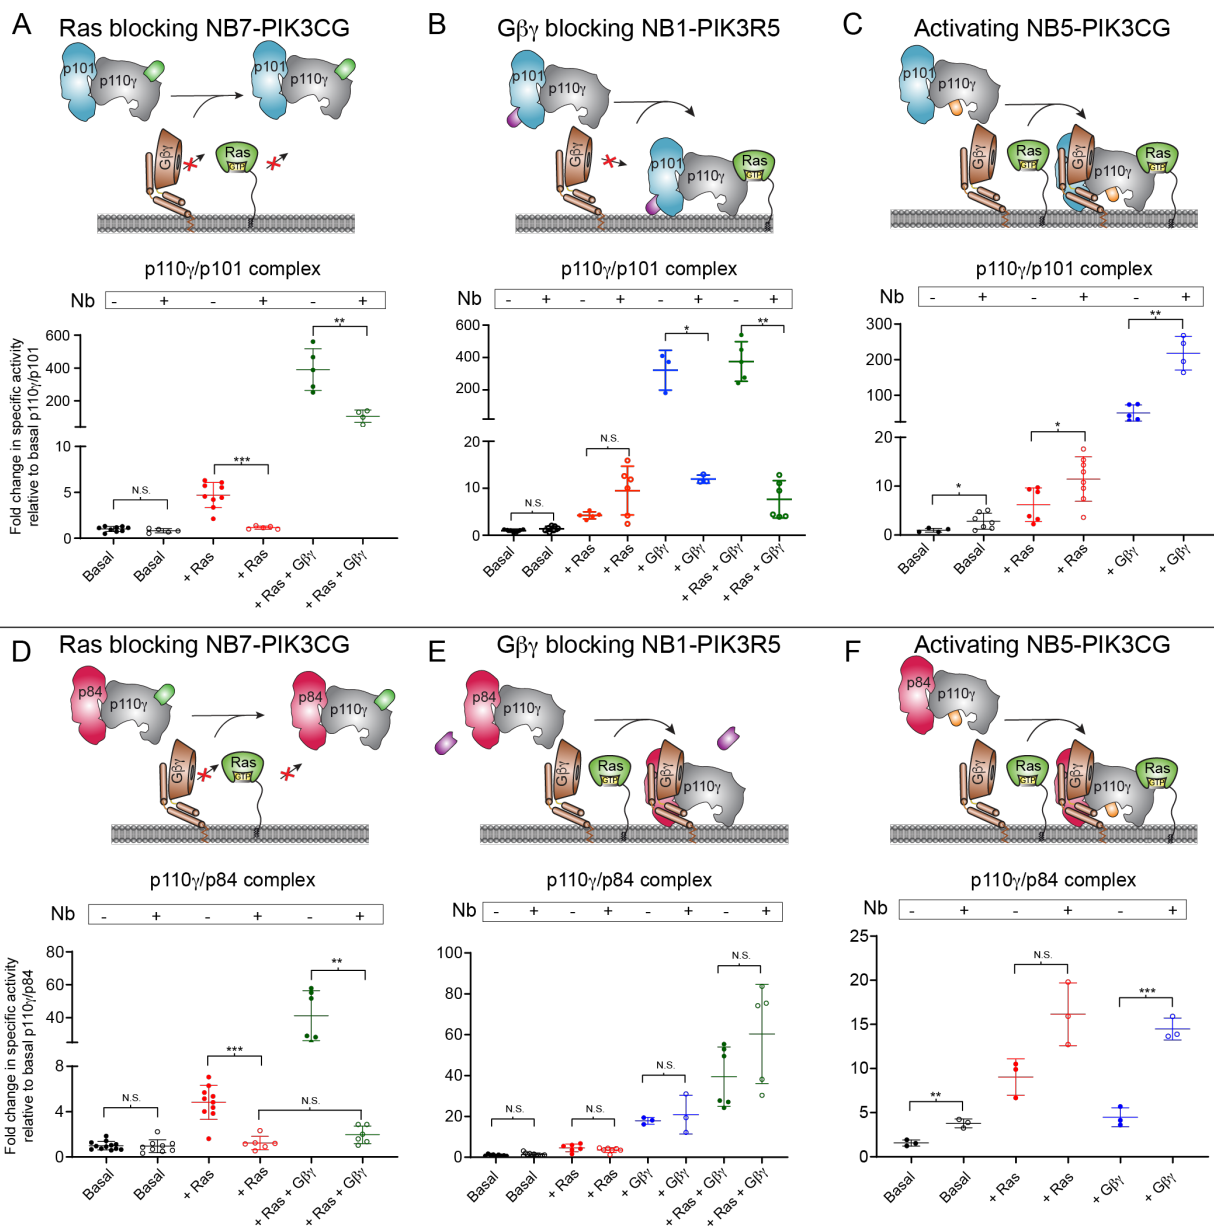 A
Ras blocking NB7-PIK3CG
p101
p110γ
p101
p110γ
Gβγ
Ras
GTP
p110γ/p101 complex
Nb - + - + - +
Fold change in specific activity
relative to basal p110γ/p101
600
400
200
10
5
0
N.S.
***
**
Basal
Basal
+ Ras
+ Ras
+ Ras + Gβγ
+ Ras + Gβγ
B
Gβγ blocking NB1-PIK3R5
p101
p110γ
Gβγ
p101
p110γ
Ras
GTP
p110γ/p101 complex
Nb - + - + - + - +
600
400
200
20
10
0
N.S.
N.S.
*
**
Basal
Basal
+ Ras
+ Ras
+ Gβγ
+ Gβγ
+ Ras + Gβγ
+ Ras + Gβγ
C
Activating NB5-PIK3CG
p101
p110γ
Gβγ
Ras
GTP
Gβγ
p110γ
Ras
GTP
p110γ/p101 complex
Nb - + - + - +
300
200
100
20
10
0
*
*
**
Basal
Basal
+ Ras
+ Ras
+ Gβγ
+ Gβγ
D
Ras blocking NB7-PIK3CG
p84
p110γ
p84
p110γ
Gβγ
Ras
GTP
p110γ/p84 complex
Nb - + - + - +
Fold change in specific activity
relative to basal p110γ/p84
80
60
40
8
4
0
N.S.
***
N.S.
**
Basal
Basal
+ Ras
+ Ras
+ Ras + Gβγ
+ Ras + Gβγ
E
Gβγ blocking NB1-PIK3R5
p84
p110γ
Gβγ
Ras
GTP
Gβγ
p110γ
p110γ/p84 complex
Nb - + - + - + - +
100
80
60
40
20
0
N.S.
N.S.
N.S.
N.S.
Basal
Basal
+ Ras
+ Ras
+ Gβγ
+ Gβγ
+ Ras + Gβγ
+ Ras + Gβγ
F
Activating NB5-PIK3CG
p84
p110γ
Gβγ
Ras
GTP
Gβγ
p110γ
Ras
GTP
p110γ/p84 complex
Nb - + - + - +
25
20
15
10
5
0
**
N.S.
***
Basal
Basal
+ Ras
+ Ras
+ Gβγ
+ Gβγ